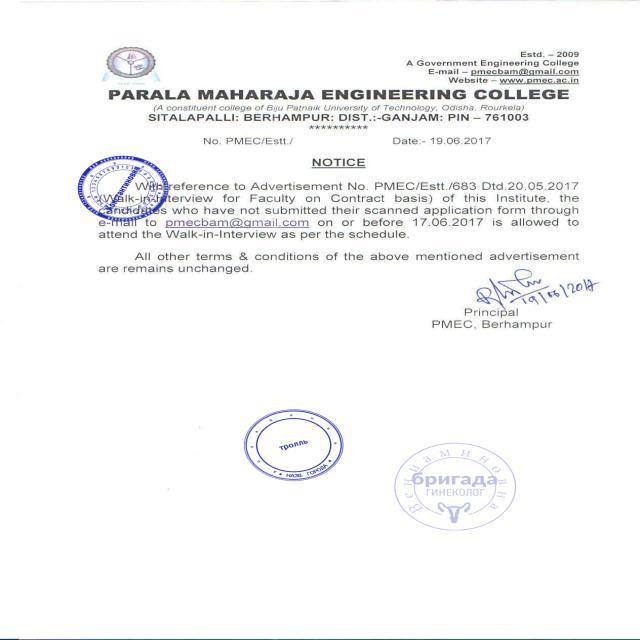 Estd. – 2009
A Government Engineering College
E-mail – pmecbam@gmail.com
Website – www.pmec.ac.in
PARALA MAHARAJA ENGINEERING COLLEGE
(A constituent college of Biju Patnaik University of Technology, Odisha, Rourkela)
SITALAPALLI: BERHAMPUR: DIST.:-GANJAM: PIN – 761003
**********
No. PMEC/Estt./ Date:- 19.06.2017
NOTICE
With reference to Advertisement No. PMEC/Estt./683 Dtd.20.05.2017
(Walk-in-Interview for Faculty on Contract basis) of this Institute, the
candidates who have not submitted their scanned application form through
e-mail to pmecbam@gmail.com on or before 17.06.2017 is allowed to
attend the Walk-in-Interview as per the schedule.
All other terms & conditions of the above mentioned advertisement
are remains unchanged.
19/06/2017
Principal
PMEC, Berhampur
Константиновна
тролль
НАШ ГОРОДА
Вениаминовна
бригада
ГИНЕКОЛОГ